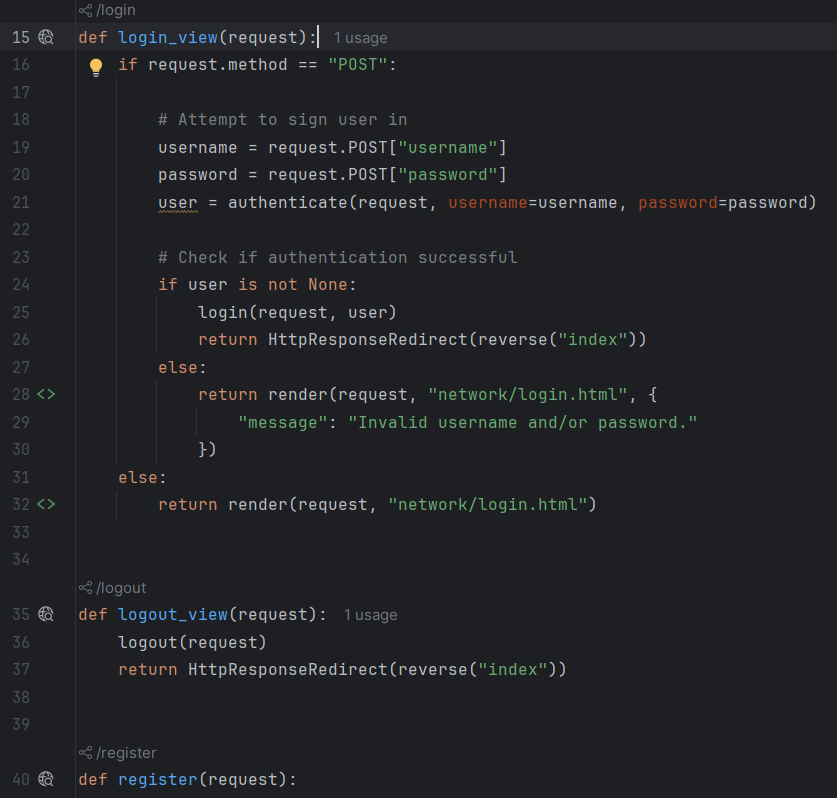 /login
15 def login_view(request): 1 usage
16     if request.method == "POST":
17
18         # Attempt to sign user in
19         username = request.POST["username"]
20         password = request.POST["password"]
21         user = authenticate(request, username=username, password=password)
22
23         # Check if authentication successful
24         if user is not None:
25             login(request, user)
26             return HttpResponseRedirect(reverse("index"))
27         else:
28 <>             return render(request, "network/login.html", {
29                 "message": "Invalid username and/or password."
30             })
31     else:
32 <>         return render(request, "network/login.html")
33
34
/logout
35 def logout_view(request): 1 usage
36     logout(request)
37     return HttpResponseRedirect(reverse("index"))
38
39
/register
40 def register(request):